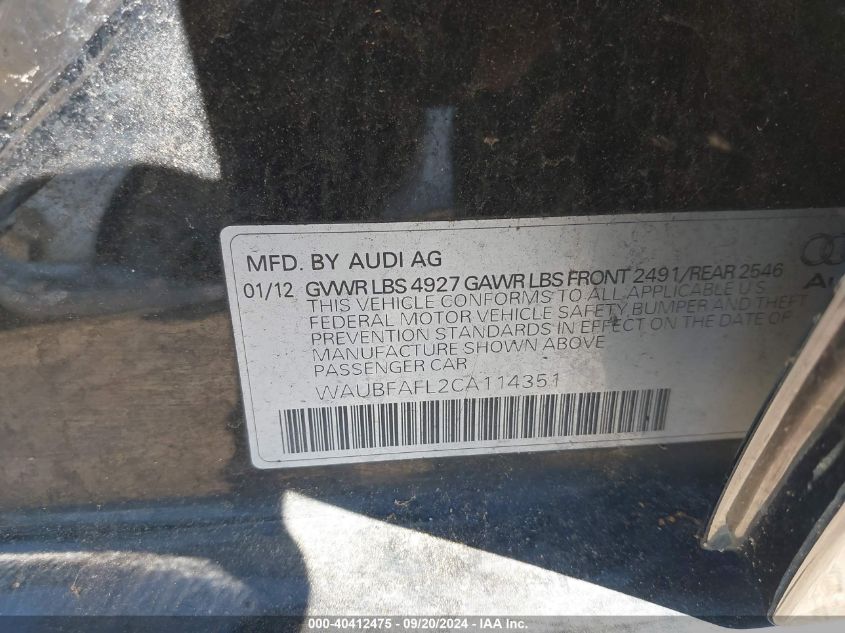 MFD. BY AUDI AG
01/12 GVWR LBS 4927 GAWR LBS FRONT 2491/REAR 2546
THIS VEHICLE CONFORMS TO ALL APPLICABLE U.S.
FEDERAL MOTOR VEHICLE SAFETY,BUMPER AND THEFT
PREVENTION STANDARDS IN EFFECT ON THE DATE OF
MANUFACTURE SHOWN ABOVE
PASSENGER CAR
WAUBFAFL2CA114351
000-40412475 - 09/20/2024 - IAA Inc.